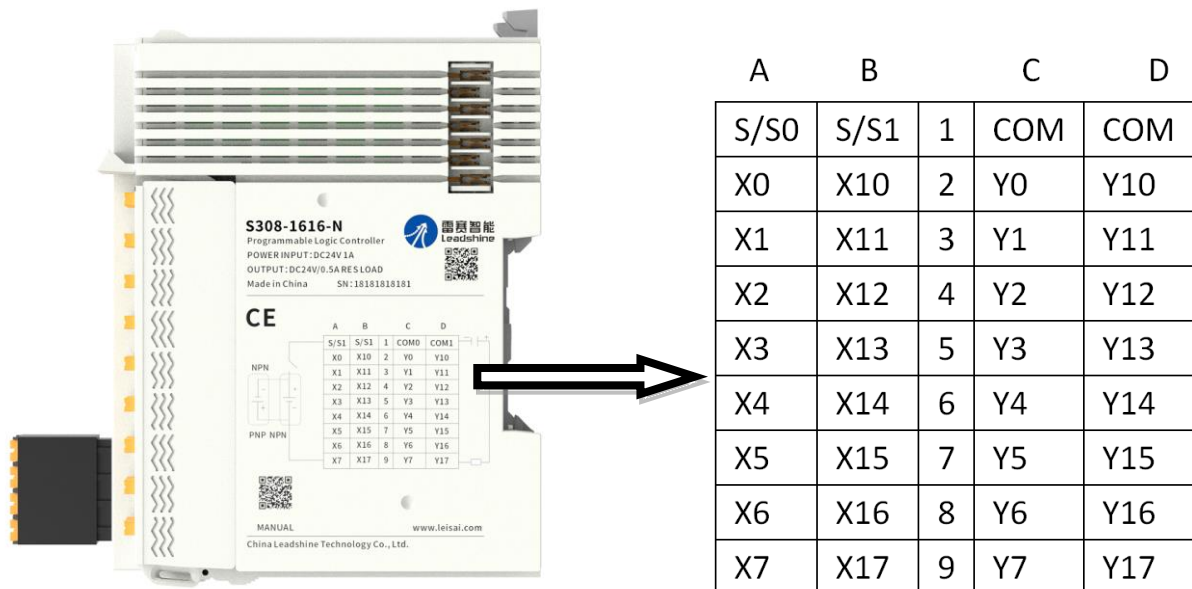 S308-1616-N
Programmable Logic Controller
POWER INPUT:DC24V 1A
OUTPUT:DC24V/0.5A RES LOAD
Made in China SN:18181818181
雷赛智能
Leadshine
CE
A B C D
S/S1 S/S1 1 COM0 COM1
X0 X10 2 Y0 Y10
X1 X11 3 Y1 Y11
X2 X12 4 Y2 Y12
X3 X13 5 Y3 Y13
X4 X14 6 Y4 Y14
X5 X15 7 Y5 Y15
X6 X16 8 Y6 Y16
X7 X17 9 Y7 Y17
NPN
PNP NPN
MANUAL www.leisai.com
China Leadshine Technology Co., Ltd.
A B C D
S/S0 S/S1 1 COM COM
X0 X10 2 Y0 Y10
X1 X11 3 Y1 Y11
X2 X12 4 Y2 Y12
X3 X13 5 Y3 Y13
X4 X14 6 Y4 Y14
X5 X15 7 Y5 Y15
X6 X16 8 Y6 Y16
X7 X17 9 Y7 Y17